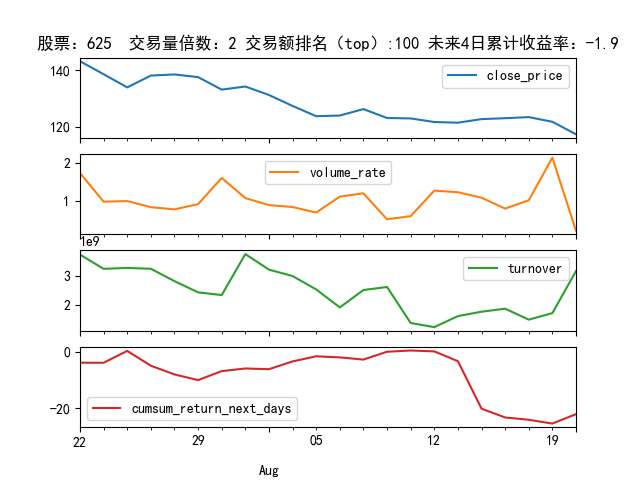 股票: 625 交易量倍数: 2 交易额排名（top）:100 未来4日累计收益率: -1.9
140
120
close_price
2
1
volume_rate
1e9
3
2
turnover
0
-20
cumsum_return_next_days
22
29
05
12
19
Aug